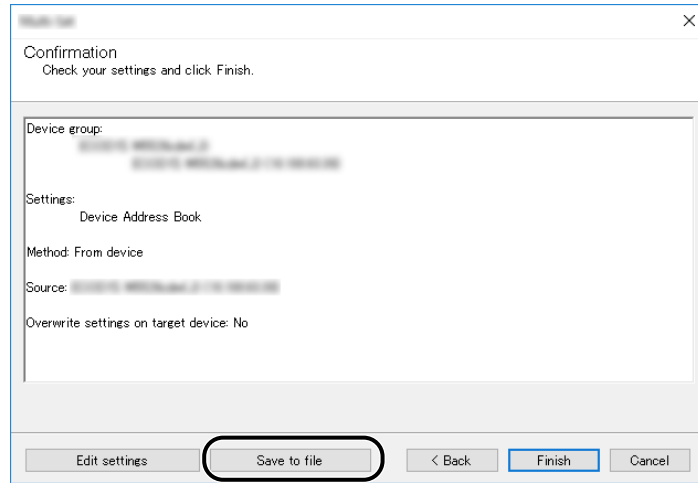 Confirmation
Check your settings and click Finish.
Device group:
Settings:
Device Address Book
Method: From device
Source:
Overwrite settings on target device: No
Edit settings
Save to file
< Back
Finish
Cancel